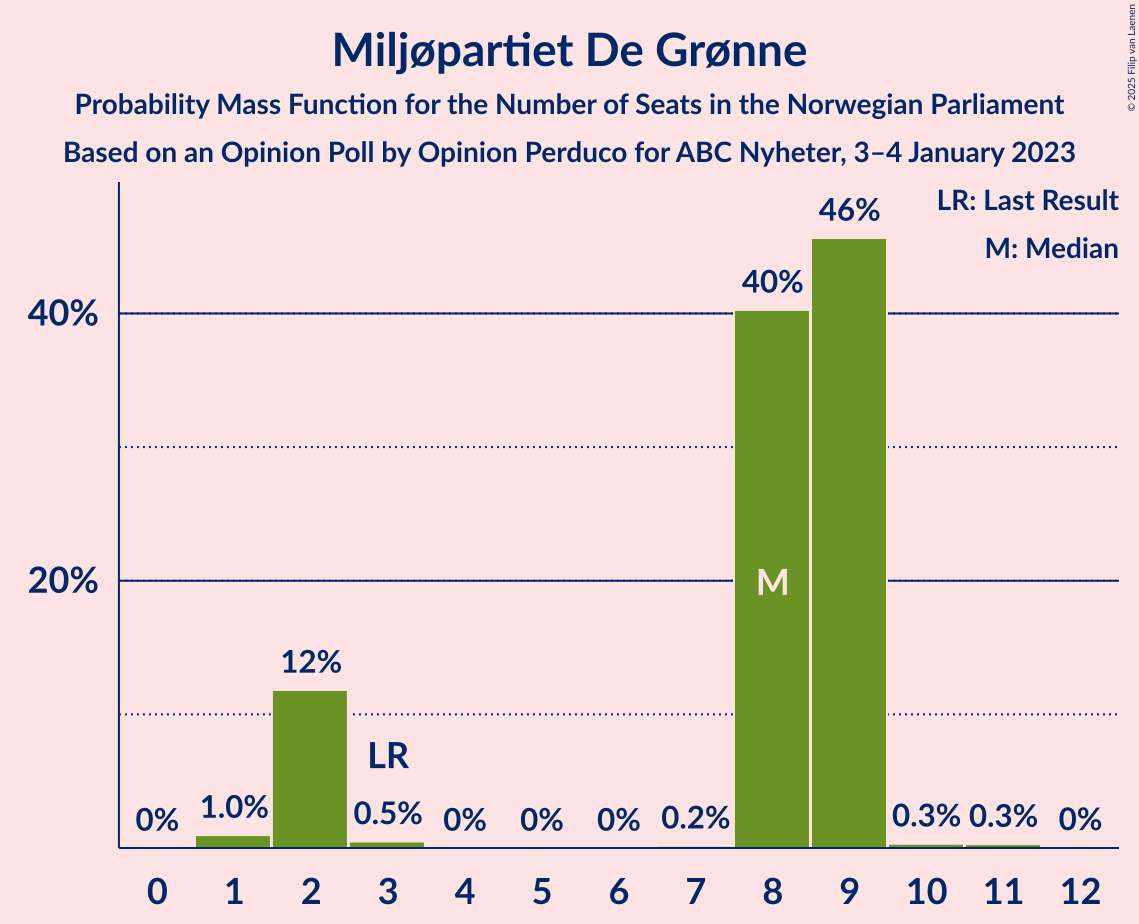 Miljøpartiet De Grønne
Probability Mass Function for the Number of Seats in the Norwegian Parliament
Based on an Opinion Poll by Opinion Perduco for ABC Nyheter, 3–4 January 2023
© 2025 Filip van Laenen
LR: Last Result
M: Median
46%
40%
40%
20%
M
12%
LR
0% 1.0% 0.5% 0% 0% 0% 0.2% 0.3% 0.3% 0%
0 1 2 3 4 5 6 7 8 9 10 11 12